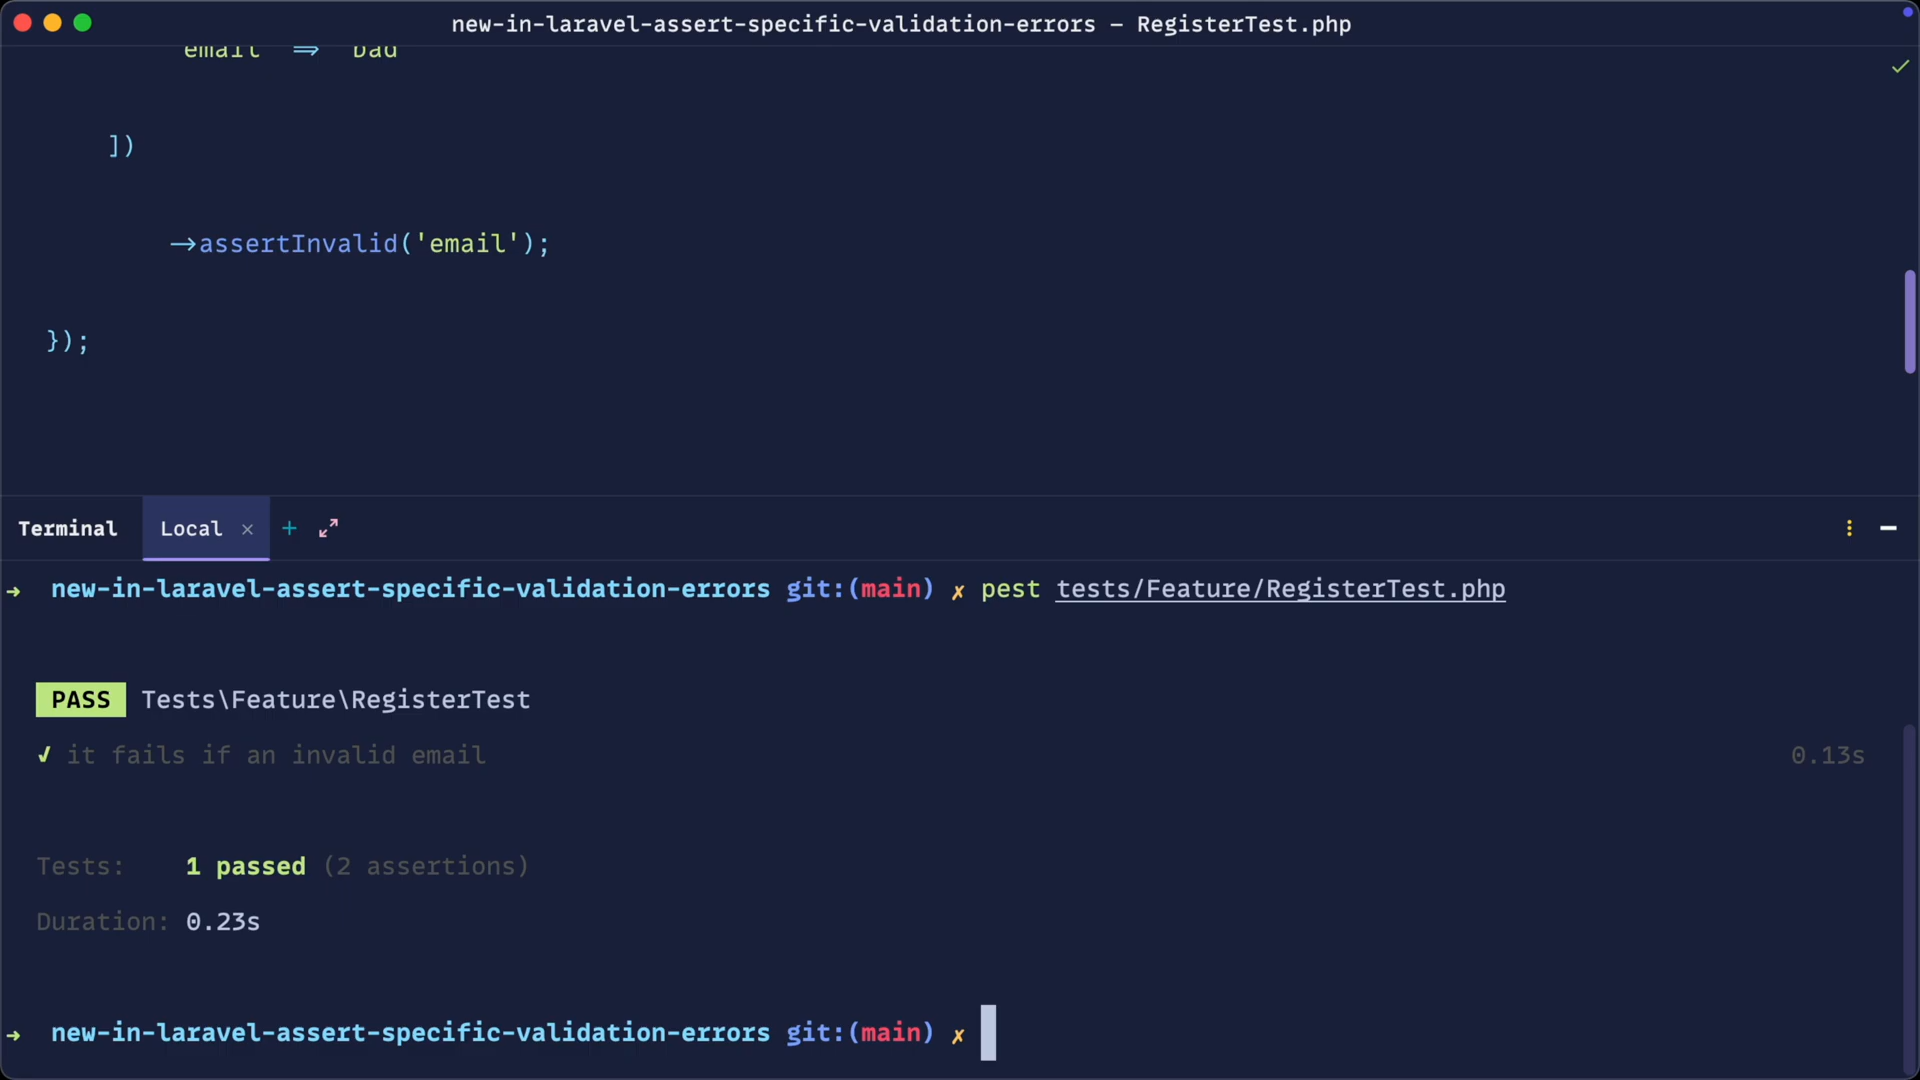 new-in-laravel-assert-specific-validation-errors – RegisterTest.php
email => bad
])
->assertInvalid('email');
});
Terminal Local × +
→ new-in-laravel-assert-specific-validation-errors git:(main) ✗ pest tests/Feature/RegisterTest.php
PASS Tests\Feature\RegisterTest
✓ it fails if an invalid email 0.13s
Tests: 1 passed (2 assertions)
Duration: 0.23s
→ new-in-laravel-assert-specific-validation-errors git:(main) ✗